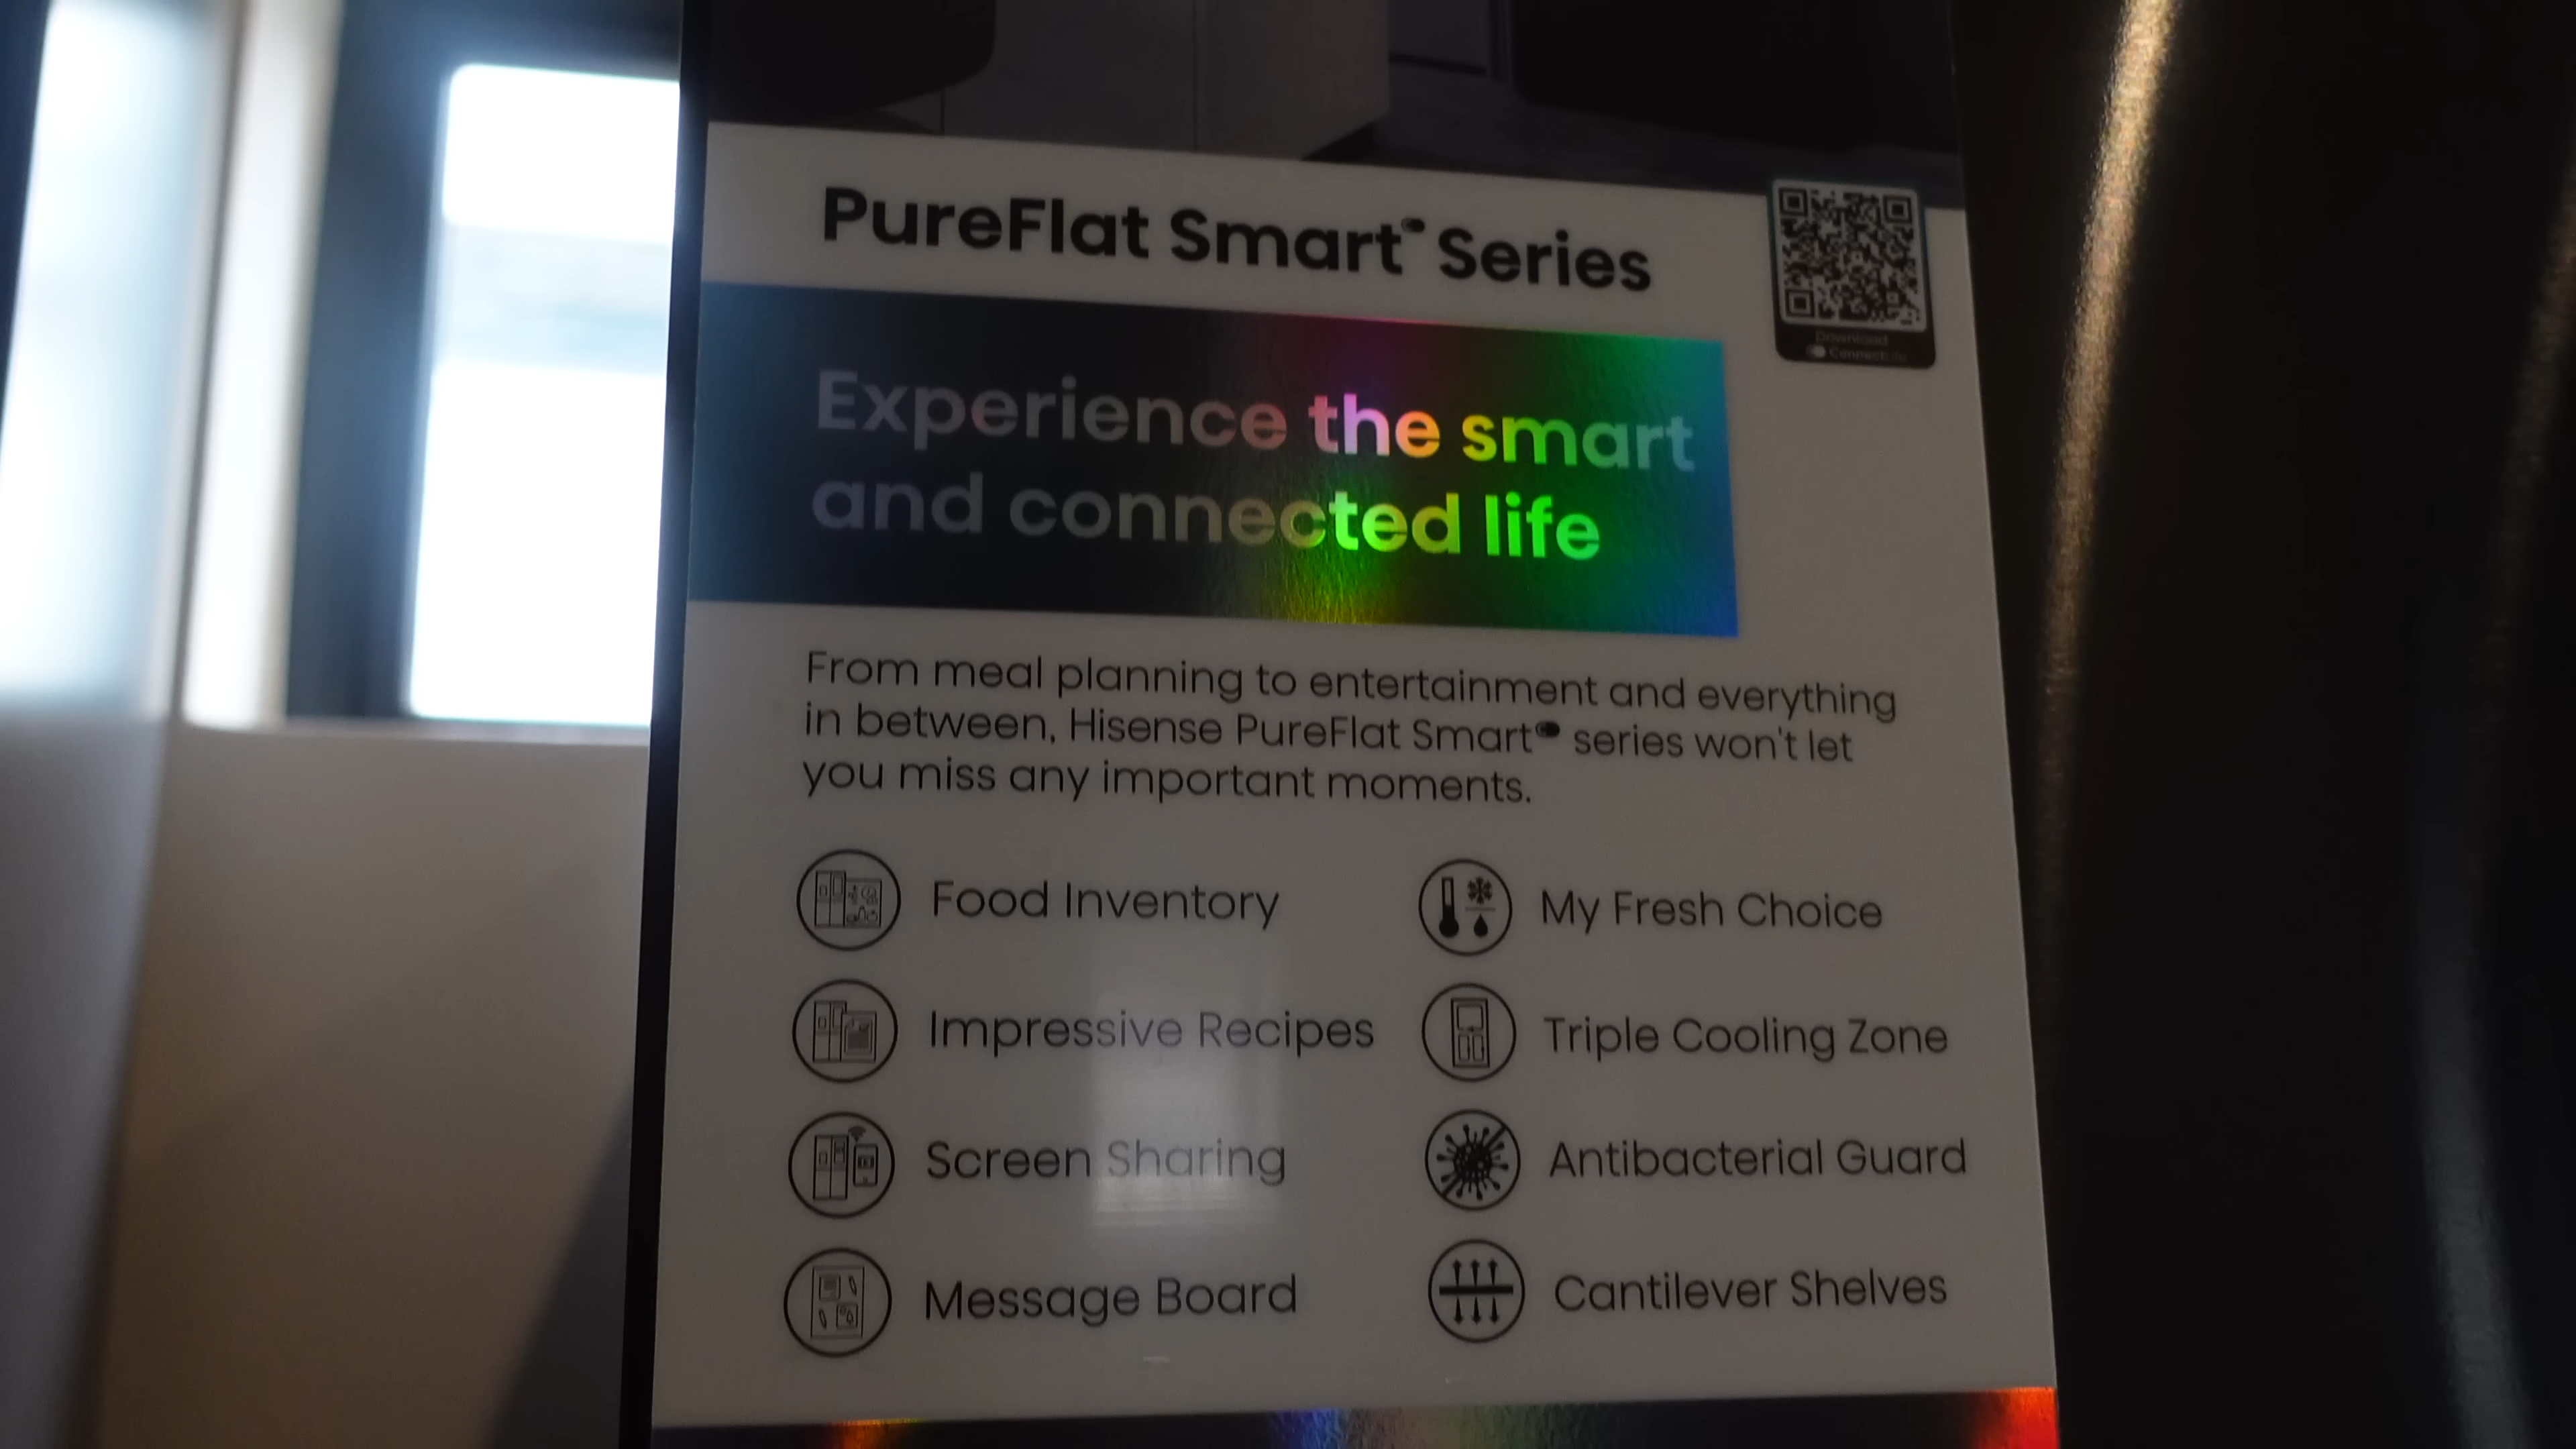 PureFlat Smart Series
Download
ConnectLife
Experience the smart
and connected life
From meal planning to entertainment and everything
in between, Hisense PureFlat Smart series won't let
you miss any important moments.
Food Inventory
My Fresh Choice
Impressive Recipes
Triple Cooling Zone
Screen Sharing
Antibacterial Guard
Message Board
Cantilever Shelves